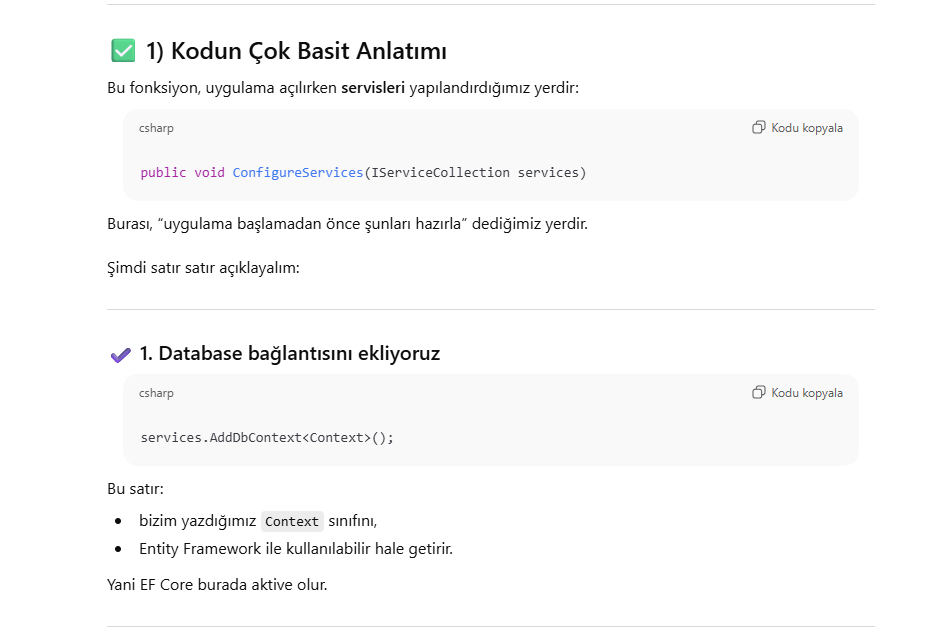 ✅ 1) Kodun Çok Basit Anlatımı
Bu fonksiyon, uygulama açılırken servisleri yapılandırdığımız yerdir:
csharp
Kodu kopyala
public void ConfigureServices(IServiceCollection services)
Burası, “uygulama başlamadan önce şunları hazırla” dediğimiz yerdir.
Şimdi satır satır açıklayalım:
✔ 1. Database bağlantısını ekliyoruz
csharp
Kodu kopyala
services.AddDbContext<Context>();
Bu satır:
• bizim yazdığımız Context sınıfını,
• Entity Framework ile kullanılabilir hale getirir.
Yani EF Core burada aktive olur.